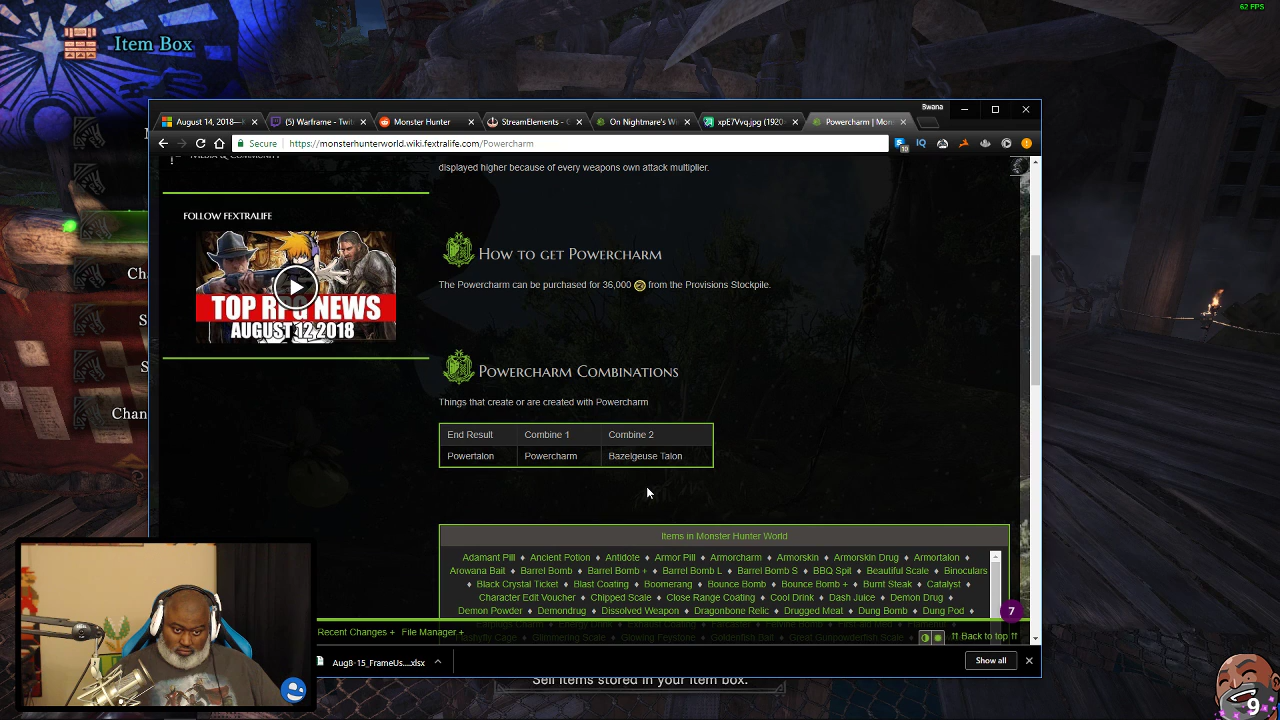 62 FPS
Item Box
Bwana
August 14, 2018—
(5) Warframe - Twit
Monster Hunter
StreamElements -
On Nightmare's Wi
xpE7Vvq.jpg (1920
Powercharm | Mon
Secure
https://monsterhunterworld.wiki.fextralife.com/Powercharm
displayed higher because of every weapons own attack multiplier.
FOLLOW FEXTRALIFE
TOP RPG NEWS
AUGUST 12 2018
How to get Powercharm
The Powercharm can be purchased for 36,000 from the Provisions Stockpile.
Powercharm Combinations
Things that create or are created with Powercharm
End Result Combine 1 Combine 2
Powertalon Powercharm Bazelgeuse Talon
Ch
S
S
Chan
Items in Monster Hunter World
Adamant Pill ♦ Ancient Potion ♦ Antidote ♦ Armor Pill ♦ Armorcharm ♦ Armorskin ♦ Armorskin Drug ♦ Armortalon ♦
Arowana Bait ♦ Barrel Bomb ♦ Barrel Bomb + ♦ Barrel Bomb L ♦ Barrel Bomb S ♦ BBQ Spit ♦ Beautiful Scale ♦ Binoculars
♦ Black Crystal Ticket ♦ Blast Coating ♦ Boomerang ♦ Bounce Bomb ♦ Bounce Bomb + ♦ Burnt Steak ♦ Catalyst ♦
Character Edit Voucher ♦ Chipped Scale ♦ Close Range Coating ♦ Cool Drink ♦ Dash Juice ♦ Demon Drug ♦
Demon Powder ♦ Demondrug ♦ Dissolved Weapon ♦ Dragonbone Relic ♦ Drugged Meat ♦ Dung Bomb ♦ Dung Pod ♦
7
Recent Changes + File Manager +
Back to top
Aug8-15_FrameUs....xlsx
Show all
Sell items stored in your item box.
9